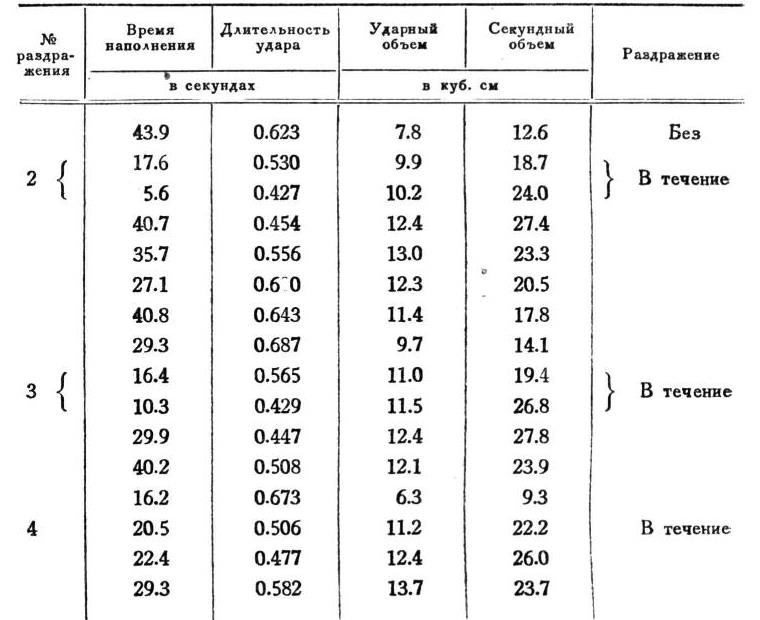 № раздра-жения Время наполнения Длительность удара Ударный объем Секундный объем Раздражение
в секундах в куб. см
43.9 0.623 7.8 12.6 Без
2 { 17.6 0.530 9.9 18.7 } В течение
5.6 0.427 10.2 24.0
40.7 0.454 12.4 27.4
35.7 0.556 13.0 23.3
27.1 12.3 20.5
40.8 0.643 11.4 17.8
29.3 0.687 9.7 14.1
3 { 16.4 0.565 11.0 19.4 } В течение
10.3 0.429 11.5 26.8
29.9 0.447 12.4 27.8
40.2 0.508 12.1 23.9
16.2 0.673 6.3 9.3
4 20.5 0.506 11.2 22.2 В течение
22.4 0.477 12.4 26.0
29.3 0.582 13.7 23.7